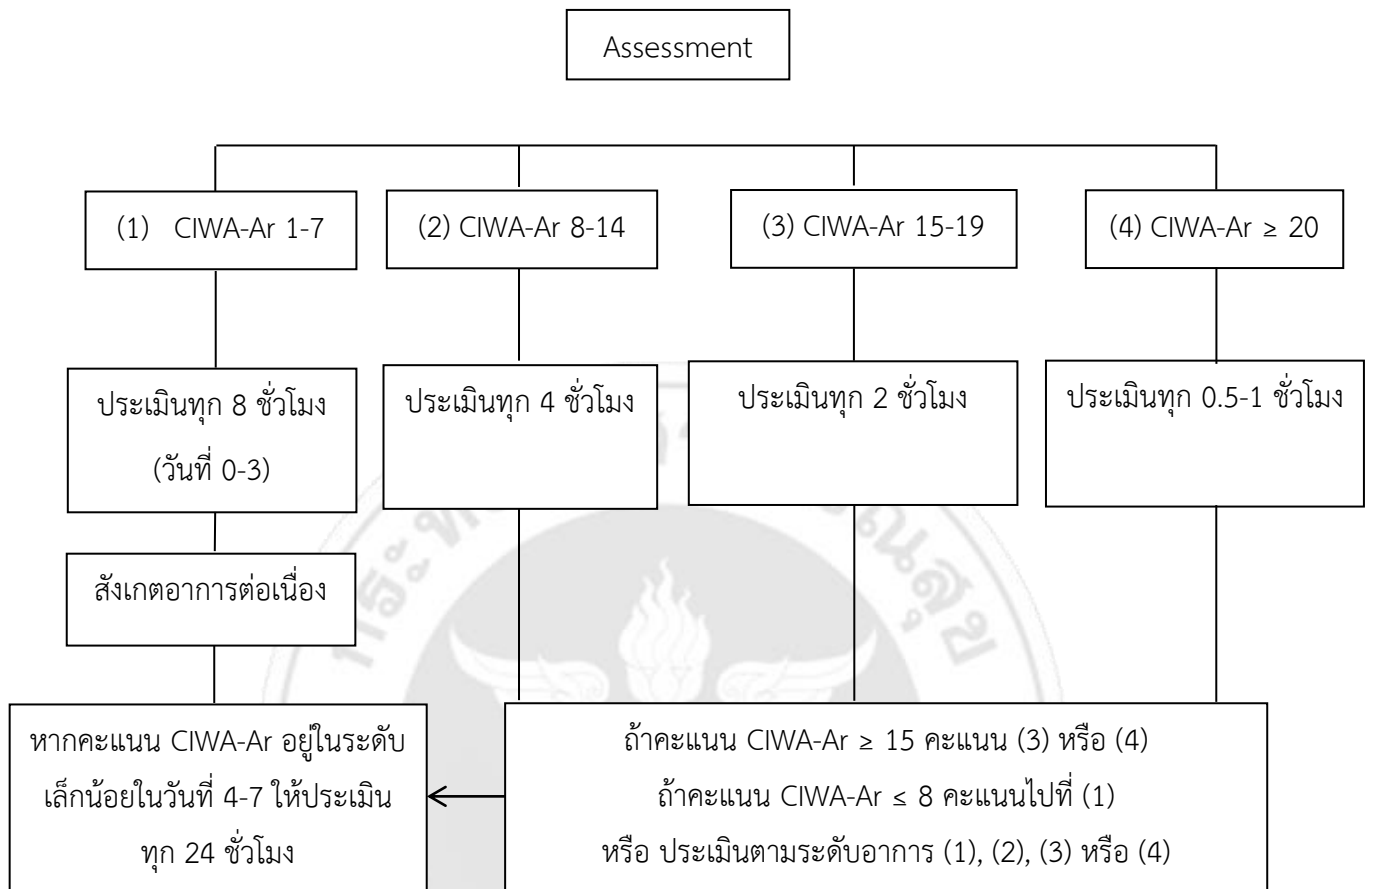 Assessment
(1) CIWA-Ar 1-7
(2) CIWA-Ar 8-14
(3) CIWA-Ar 15-19
(4) CIWA-Ar ≥ 20
ประเมินทุก 8 ชั่วโมง
(วันที่ 0-3)
ประเมินทุก 4 ชั่วโมง
ประเมินทุก 2 ชั่วโมง
ประเมินทุก 0.5-1 ชั่วโมง
สังเกตอาการต่อเนื่อง
หากคะแนน CIWA-Ar อยู่ในระดับ
เล็กน้อยในวันที่ 4-7 ให้ประเมิน
ทุก 24 ชั่วโมง
ถ้าคะแนน CIWA-Ar ≥ 15 คะแนน (3) หรือ (4)
ถ้าคะแนน CIWA-Ar ≤ 8 คะแนนไปที่ (1)
หรือ ประเมินตามระดับอาการ (1), (2), (3) หรือ (4)